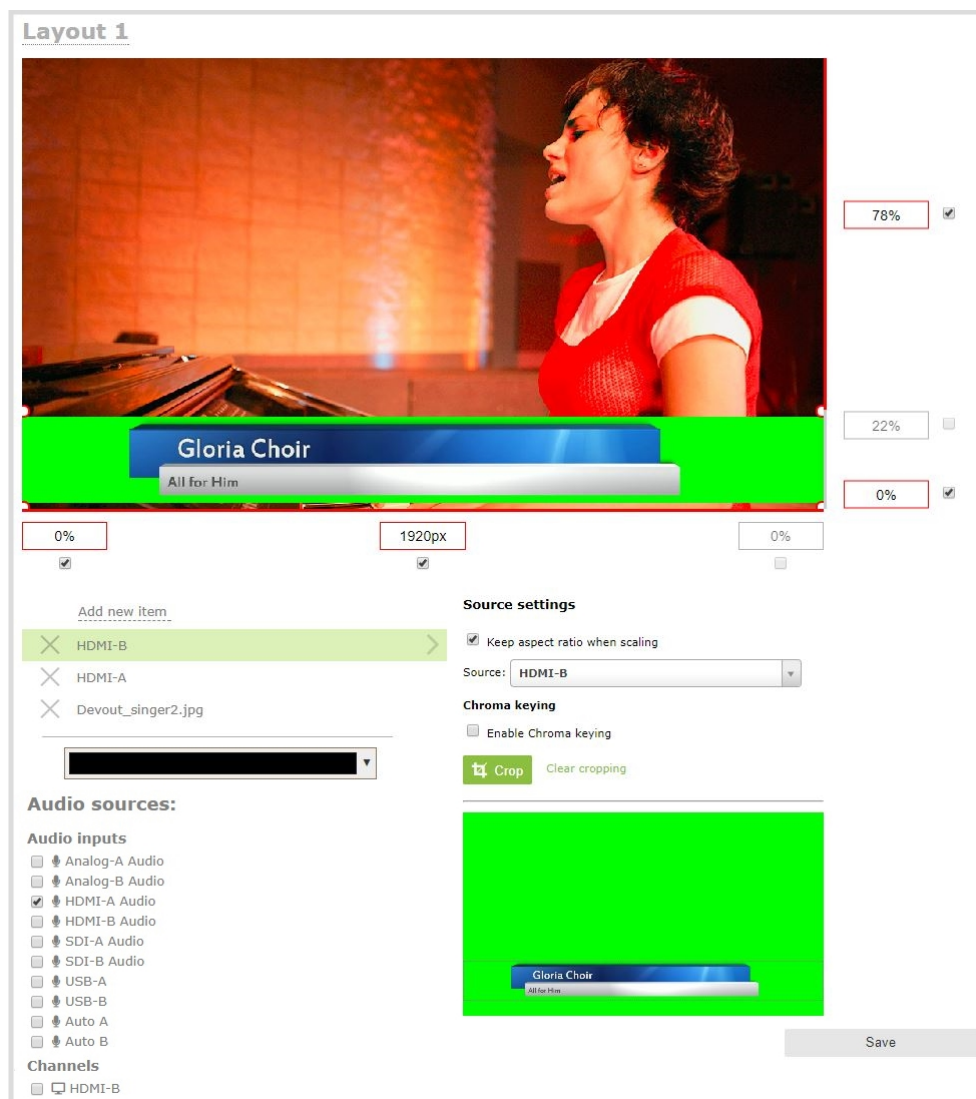 Layout 1
78%
Gloria Choir
All for Him
22%
0%
0%
1920px
0%
Add new item
HDMI-B
HDMI-A
Devout_singer2.jpg
Source settings
Keep aspect ratio when scaling
Source: HDMI-B
Chroma keying
Enable Chroma keying
Crop Clear cropping
Audio sources:
Audio inputs
Analog-A Audio
Analog-B Audio
HDMI-A Audio
HDMI-B Audio
SDI-A Audio
SDI-B Audio
USB-A
USB-B
Auto A
Auto B
Channels
HDMI-B
Gloria Choir
All for Him
Save